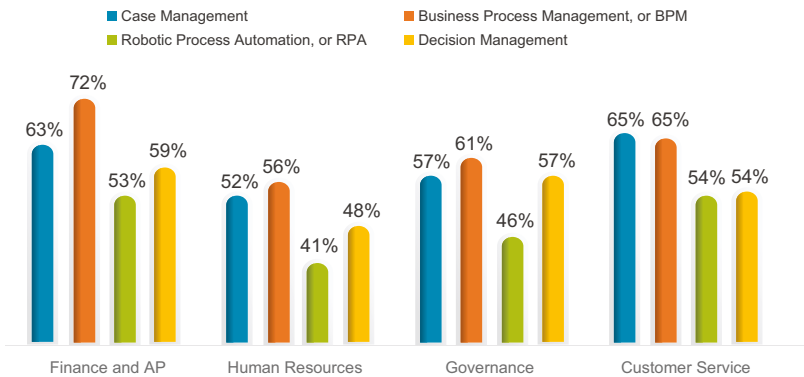 Case Management
Business Process Management, or BPM
Robotic Process Automation, or RPA
Decision Management
63%
72%
53%
59%
52%
56%
41%
48%
57%
61%
46%
57%
65%
65%
54%
54%
Finance and AP
Human Resources
Governance
Customer Service